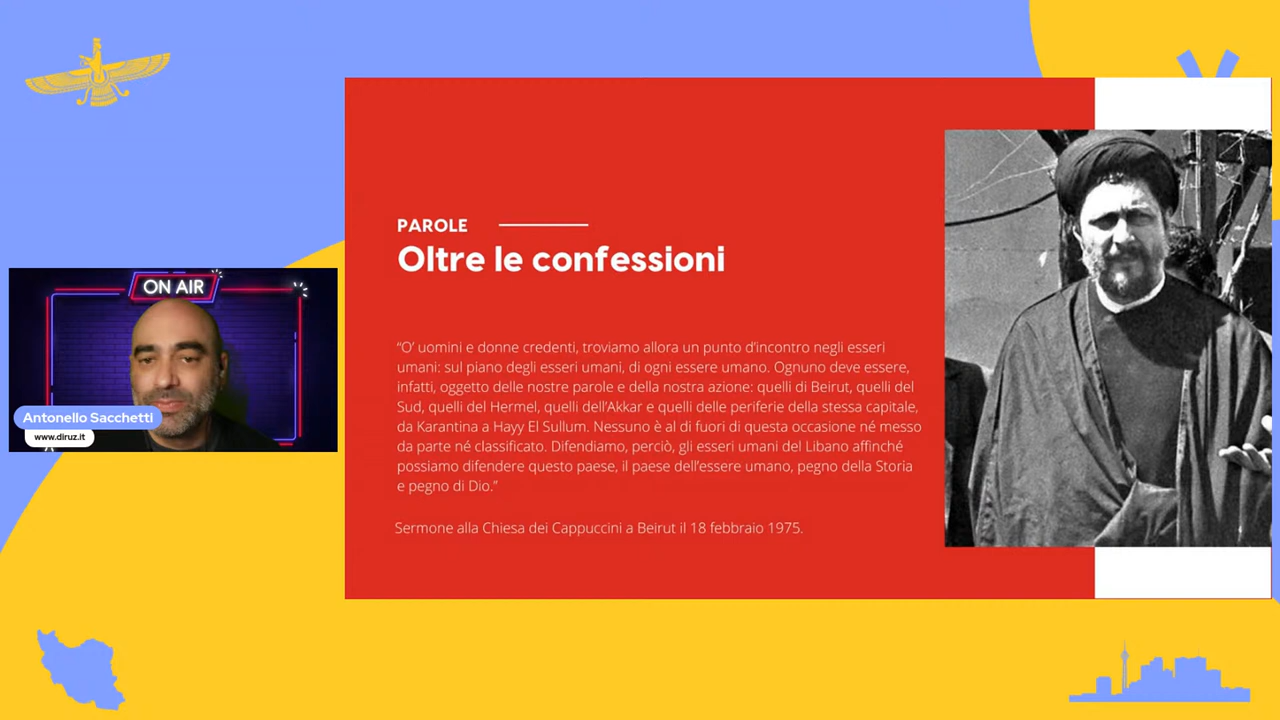 ON AIR
Antonello Sacchetti
www.diruz.it
PAROLE
Oltre le confessioni
“O’ uomini e donne credenti, troviamo allora un punto d’incontro negli esseri
umani: sul piano degli esseri umani, di ogni essere umano. Ognuno deve essere,
infatti, oggetto delle nostre parole e della nostra azione: quelli di Beirut, quelli del
Sud, quelli del Hermel, quelli dell’Akkar e quelli delle periferie della stessa capitale,
da Karantina a Hayy El Sullum. Nessuno è al di fuori di questa occasione né messo
da parte né classificato. Difendiamo, perciò, gli esseri umani del Libano affinché
possiamo difendere questo paese, il paese dell’essere umano, pegno della Storia
e pegno di Dio.”
Sermone alla Chiesa dei Cappuccini a Beirut il 18 febbraio 1975.